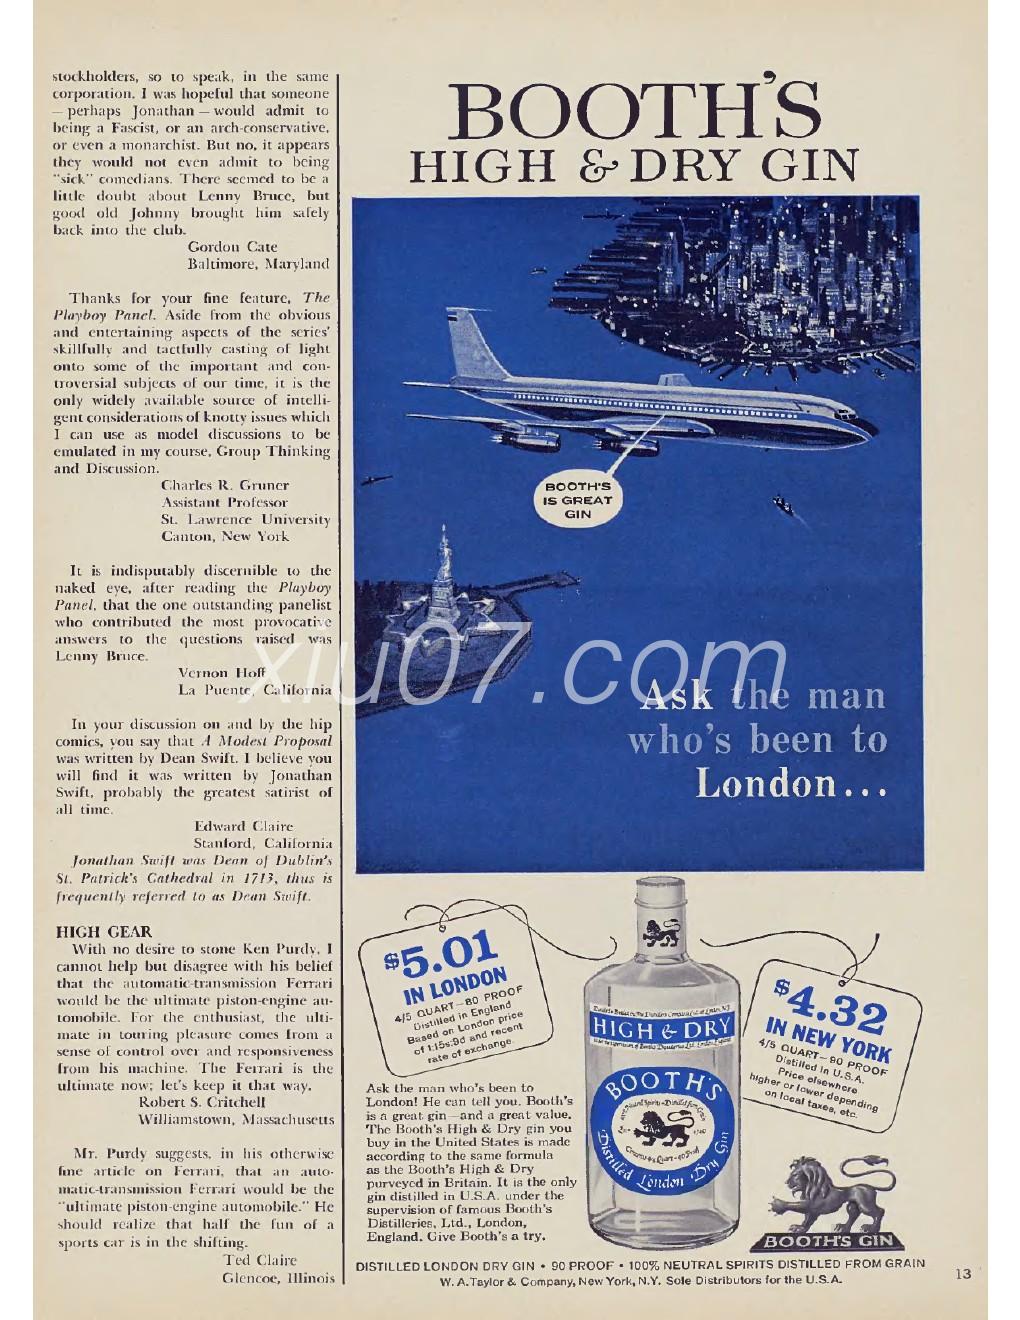 stockholders, so to speak, in the same
corporation. I was hopeful that someone
— perhaps Jonathan — would admit to
being a Fascist, or an arch-conservative,
or even a monarchist. But no, it appears
they would not even admit to being
"sick" comedians. There seemed to be a
little doubt about Lenny Bruce, but
good old Johnny brought him safely
back into the club.
Gordon Cate
Baltimore, Maryland
Thanks for your fine feature, The
Playboy Panel. Aside from the obvious
and entertaining aspects of the series'
skillfully and tactfully casting of light
onto some of the important and con-
troversial subjects of our time, it is the
only widely available source of intelli-
gent considerations of knotty issues which
I can use as model discussions to be
emulated in my course, Group Thinking
and Discussion.
Charles R. Gruner
Assistant Professor
St. Lawrence University
Canton, New York
It is indisputably discernible to the
naked eye, after reading the Playboy
Panel, that the one outstanding panelist
who contributed the most provocative
answers to the questions raised was
Lenny Bruce.
Vernon Hoff
La Puente, California
In your discussion on and by the hip
comics, you say that A Modest Proposal
was written by Dean Swift. I believe you
will find it was written by Jonathan
Swift, probably the greatest satirist of
all time.
Edward Claire
Stanford, California
Jonathan Swift was Dean of Dublin's
St. Patrick's Cathedral in 1713, thus is
frequently referred to as Dean Swift.
HIGH GEAR
With no desire to stone Ken Purdy, I
cannot help but disagree with his belief
that the automatic-transmission Ferrari
would be the ultimate piston-engine au-
tomobile. For the enthusiast, the ulti-
mate in touring pleasure comes from a
sense of control over and responsiveness
from his machine. The Ferrari is the
ultimate now; let's keep it that way.
Robert S. Critchell
Williamstown, Massachusetts
Mr. Purdy suggests, in his otherwise
fine article on Ferrari, that an auto-
matic-transmission Ferrari would be the
"ultimate piston-engine automobile." He
should realize that half the fun of a
sports car is in the shifting.
Ted Claire
Glencoe, Illinois
BOOTH'S
HIGH & DRY GIN
BOOTH'S
IS GREAT
GIN
xiu07.com
Ask the man
who's been to
London...
$5.01
IN LONDON
4/5 QUART—80 PROOF
Distilled in England
Based on London price
of 1:15s:9d and recent
rate of exchange.
Ask the man who's been to
London! He can tell you. Booth's
is a great gin—and a great value.
The Booth's High & Dry gin you
buy in the United States is made
according to the same formula
as the Booth's High & Dry
purveyed in Britain. It is the only
gin distilled in U.S.A. under the
supervision of famous Booth's
Distilleries, Ltd., London,
England. Give Booth's a try.
HIGH & DRY
BOOTH'S
Distilled London Dry Gin
$4.32
IN NEW YORK
4/5 QUART—90 PROOF
Distilled in U.S.A.
Price elsewhere
higher or lower depending
on local taxes, etc.
BOOTH'S GIN
DISTILLED LONDON DRY GIN • 90 PROOF • 100% NEUTRAL SPIRITS DISTILLED FROM GRAIN
W. A. Taylor & Company, New York, N.Y. Sole Distributors for the U.S.A.
13